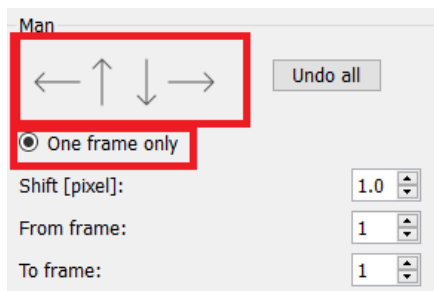 Man
Undo all
One frame only
Shift [pixel]: 1.0
From frame: 1
To frame: 1